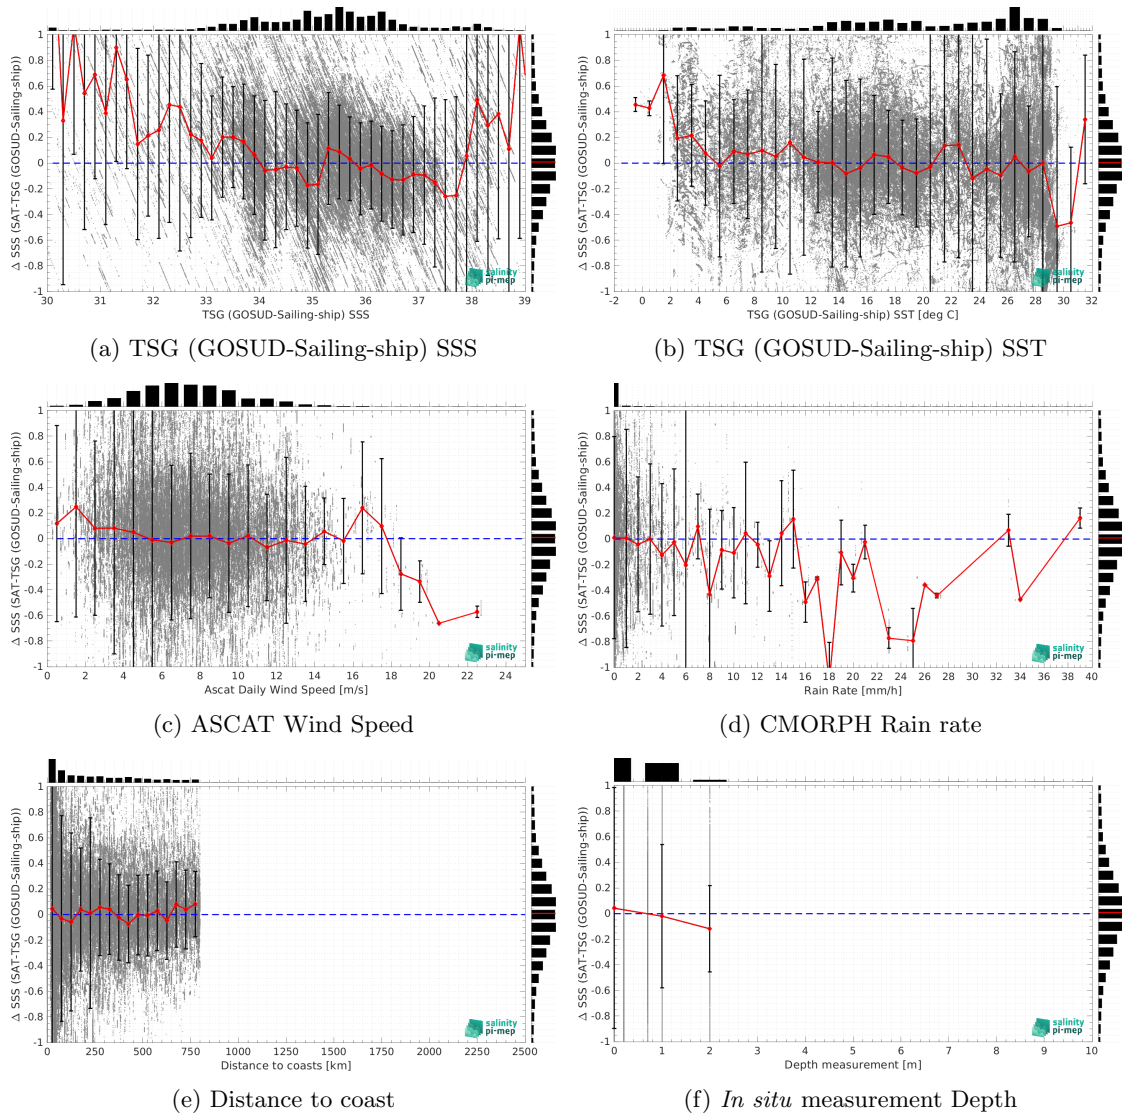 Δ SSS (SAT-TSG (GOSUD-Sailing-ship))
1
0.8
0.6
0.4
0.2
0
-0.2
-0.4
-0.6
-0.8
-1
30 31 32 33 34 35 36 37 38 39
TSG (GOSUD-Sailing-ship) SSS
salinity
pi-mep
(a) TSG (GOSUD-Sailing-ship) SSS
Δ SSS (SAT-TSG (GOSUD-Sailing-ship))
1
0.8
0.6
0.4
0.2
0
-0.2
-0.4
-0.6
-0.8
-1
-2 0 2 4 6 8 10 12 14 16 18 20 22 24 26 28 30 32
TSG (GOSUD-Sailing-ship) SST [deg C]
salinity
pi-mep
(b) TSG (GOSUD-Sailing-ship) SST
Δ SSS (SAT-TSG (GOSUD-Sailing-ship))
1
0.8
0.6
0.4
0.2
0
-0.2
-0.4
-0.6
-0.8
-1
0 2 4 6 8 10 12 14 16 18 20 22 24
Ascat Daily Wind Speed [m/s]
salinity
pi-mep
(c) ASCAT Wind Speed
Δ SSS (SAT-TSG (GOSUD-Sailing-ship))
1
0.8
0.6
0.4
0.2
0
-0.2
-0.4
-0.6
-0.8
-1
0 2 4 6 8 10 12 14 16 18 20 22 24 26 28 30 32 34 36 38 40
Rain Rate [mm/h]
salinity
pi-mep
(d) CMORPH Rain rate
Δ SSS (SAT-TSG (GOSUD-Sailing-ship))
1
0.8
0.6
0.4
0.2
0
-0.2
-0.4
-0.6
-0.8
-1
0 250 500 750 1000 1250 1500 1750 2000 2250 2500
Distance to coasts [km]
salinity
pi-mep
(e) Distance to coast
Δ SSS (SAT-TSG (GOSUD-Sailing-ship))
1
0.8
0.6
0.4
0.2
0
-0.2
-0.4
-0.6
-0.8
-1
0 1 2 3 4 5 6 7 8 9 10
Depth measurement [m]
salinity
pi-mep
(f) In situ measurement Depth